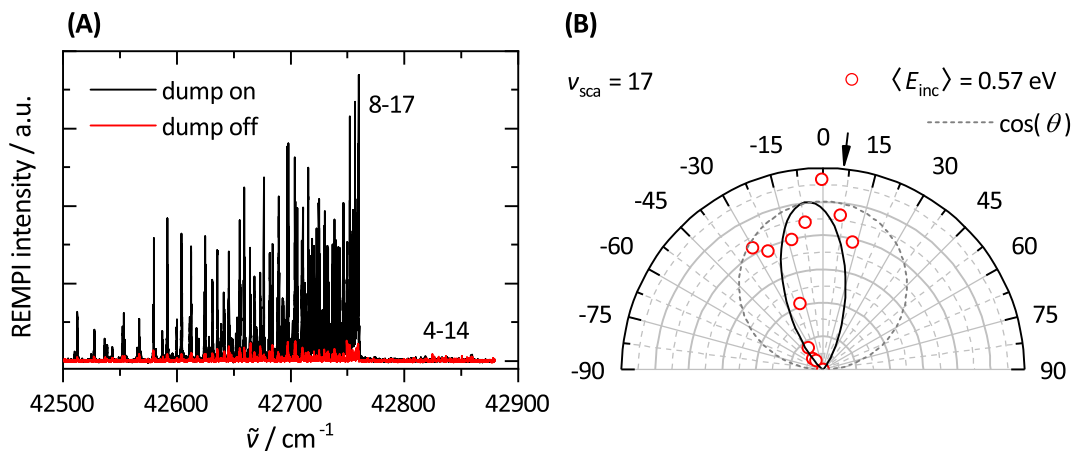 (A)
REMPI intensity / a.u.
dump on
dump off
8-17
4-14
42500 42600 42700 42800 42900
ṽ / cm⁻¹
(B)
v_sca = 17
⟨E_inc⟩ = 0.57 eV
cos(θ)
-90 -75 -60 -45 -30 -15 0 15 30 45 60 75 90